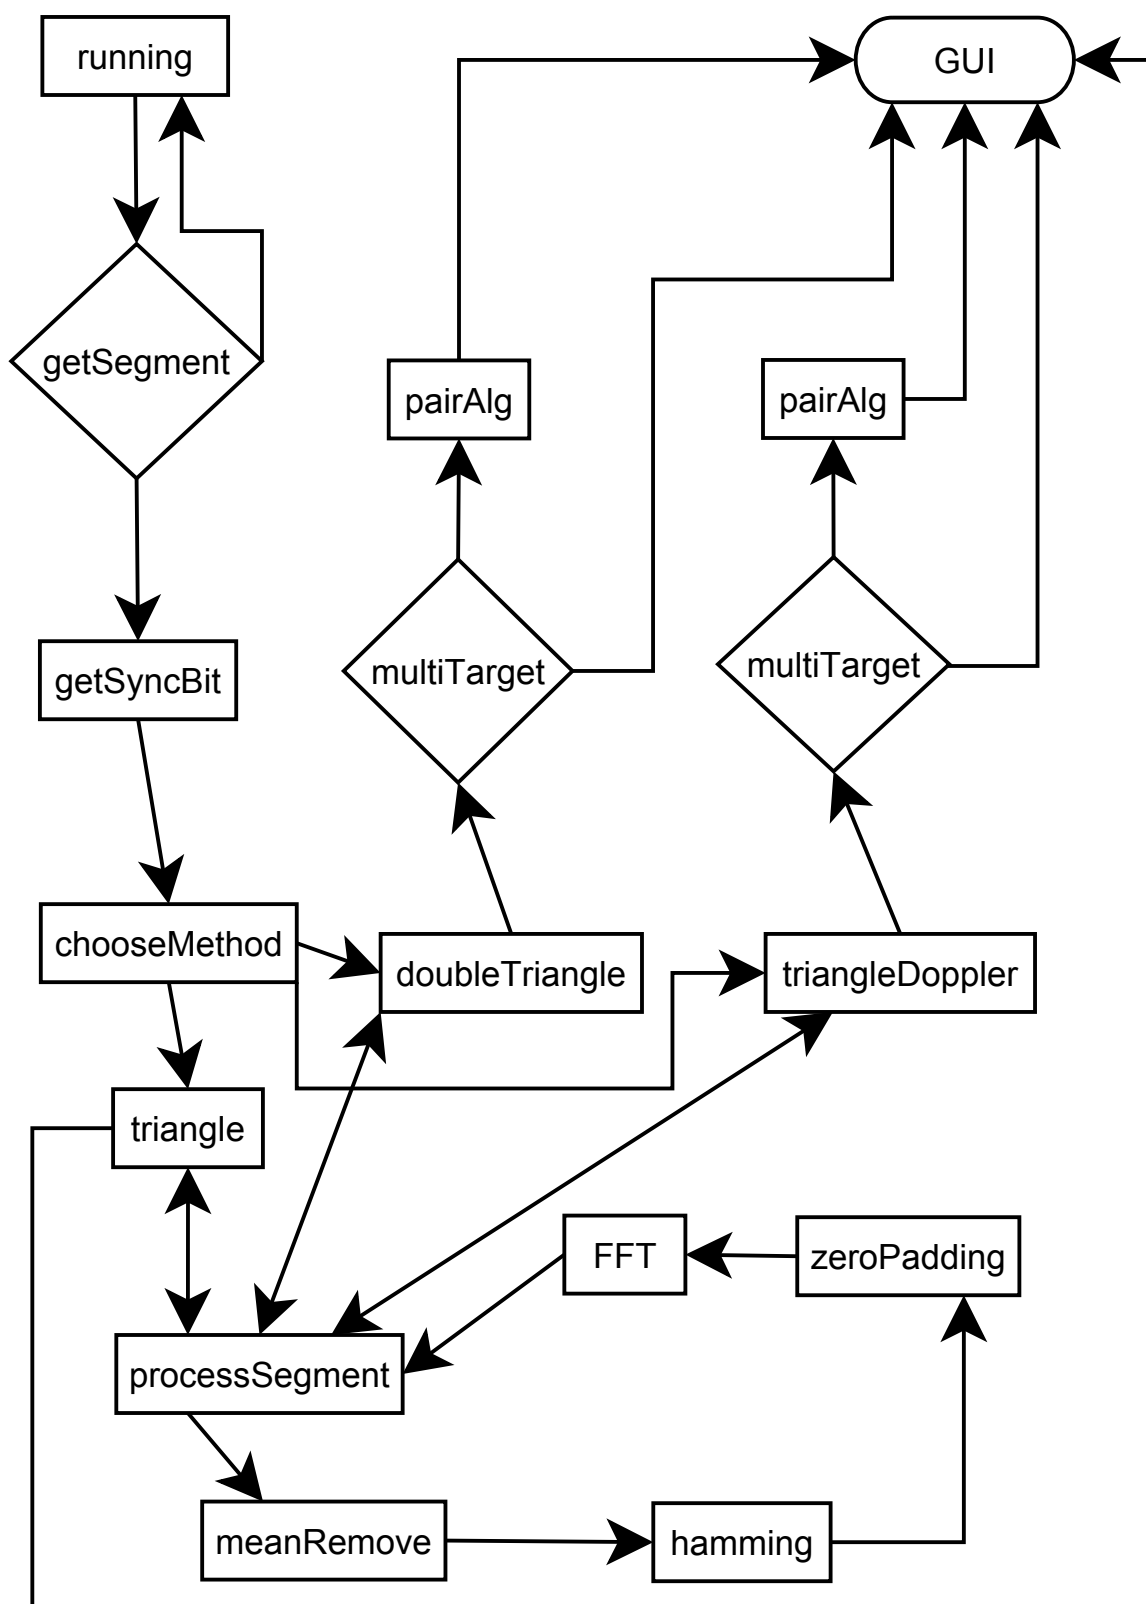 running
GUI
getSegment
pairAlg
pairAlg
getSyncBit
multiTarget
multiTarget
chooseMethod
doubleTriangle
triangleDoppler
triangle
FFT
zeroPadding
processSegment
meanRemove
hamming